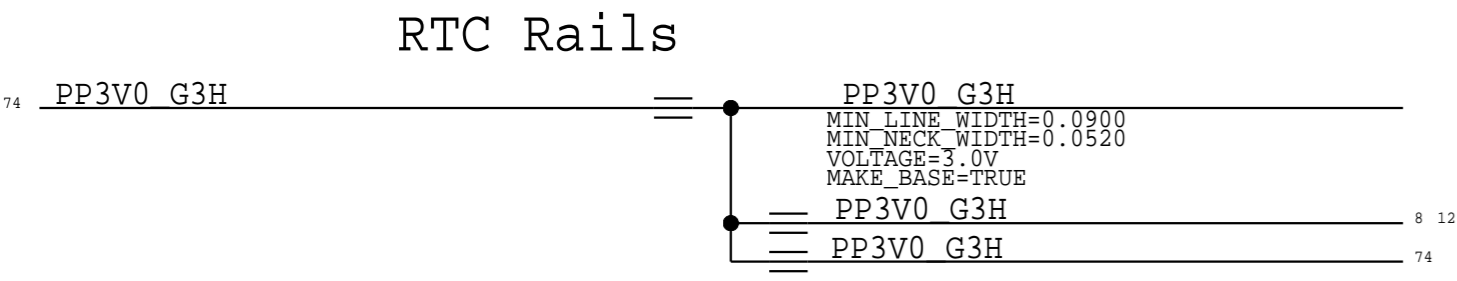 RTC Rails
74 PP3V0_G3H PP3V0_G3H
MIN_LINE_WIDTH=0.0900
MIN_NECK_WIDTH=0.0520
VOLTAGE=3.0V
MAKE_BASE=TRUE
PP3V0_G3H 8 12
PP3V0_G3H 74